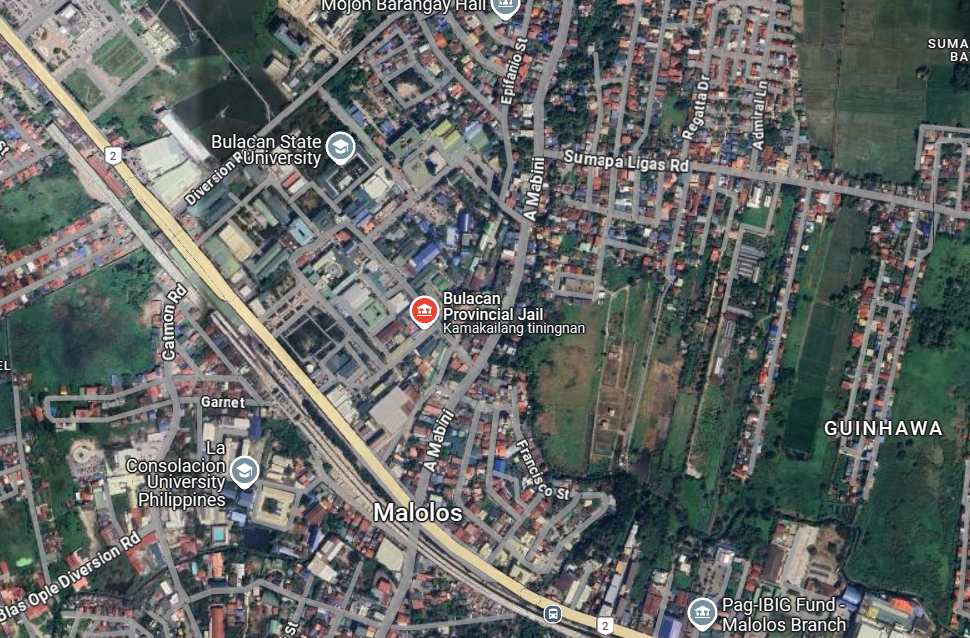 Mojon Barangay Hall
SUMA
BA
Epifanio St
Regatta Dr
Admiral Ln
2
Bulacan State
University
Diversion R
A Mabini
Sumapa Ligas Rd
Bulacan
Provincial Jail
Kamakailang tiningnan
Catmon Rd
EL
Garnet
A Mabini
GUINHAWA
La
Consolacion
University
Philippines
Francisco St
Malolos
Blas Ople Diversion Rd
2
Pag-IBIG Fund -
Malolos Branch
St